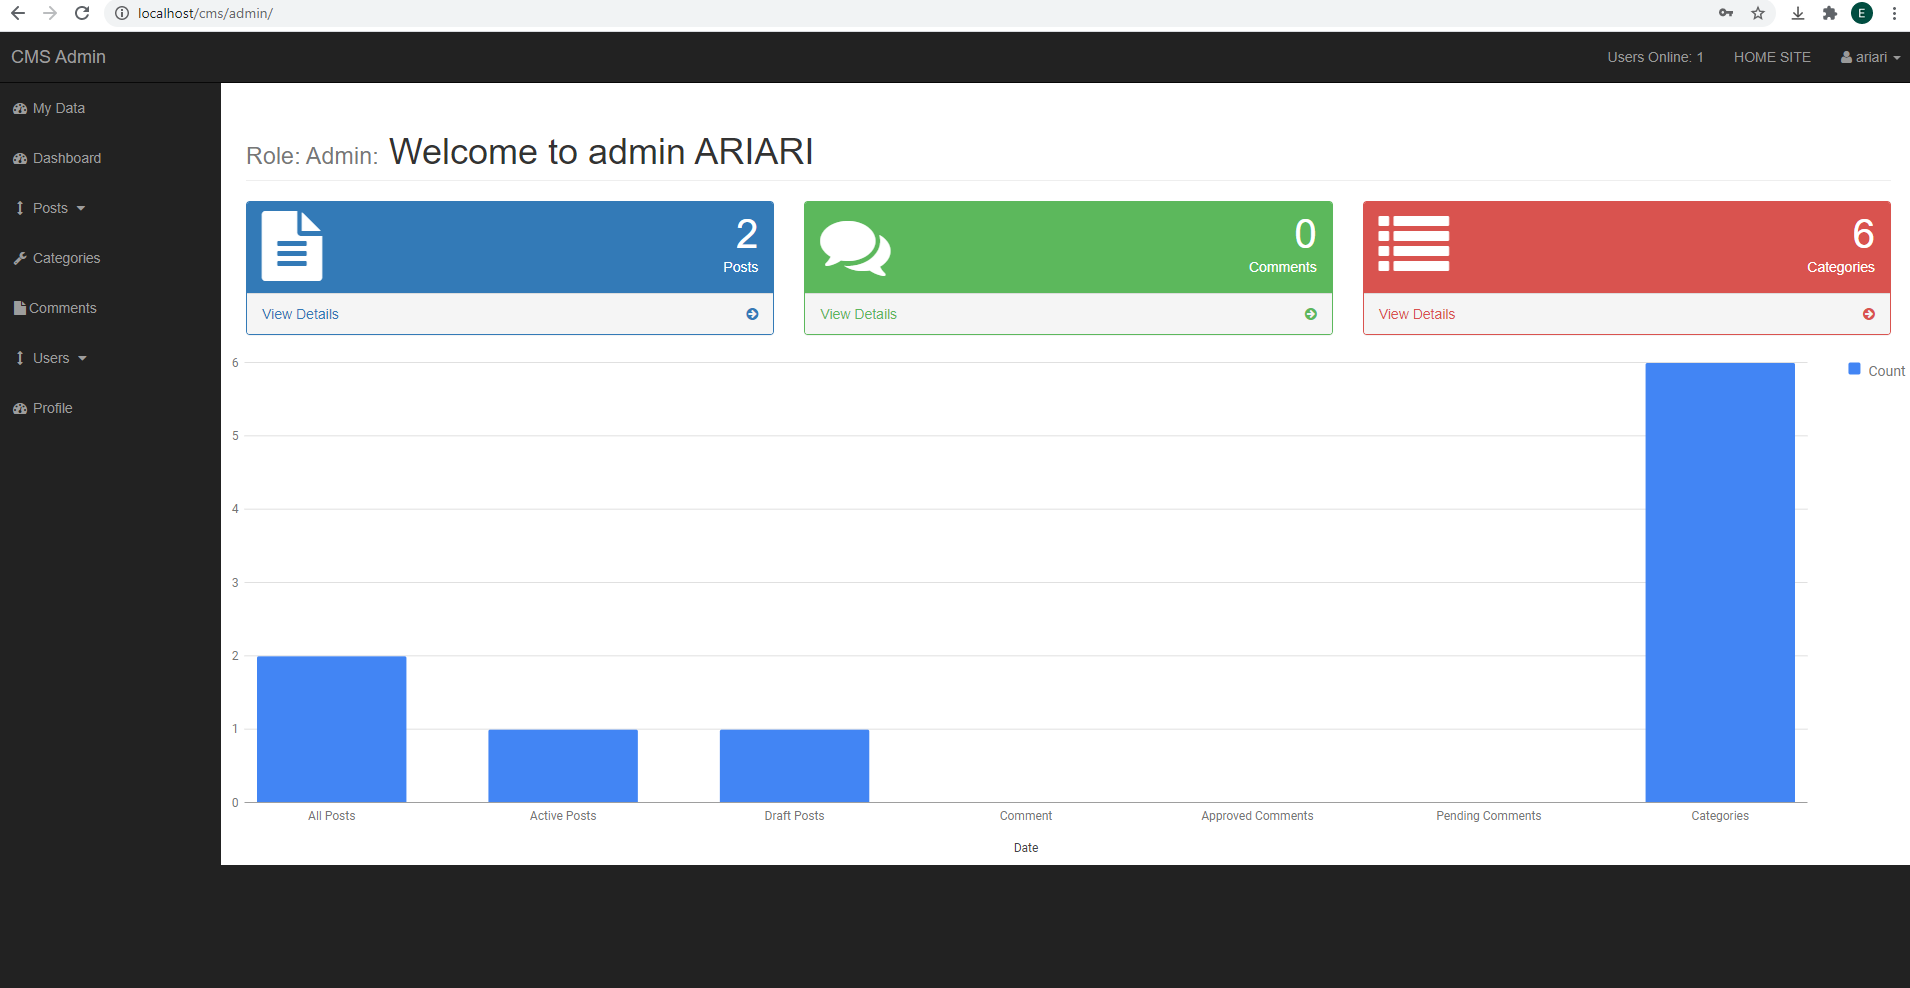 localhost/cms/admin/
E
CMS Admin
Users Online: 1
HOME SITE
ariari
My Data
Dashboard
Posts
Categories
Comments
Users
Profile
Role: Admin: Welcome to admin ARIARI
2
Posts
View Details
0
Comments
View Details
6
Categories
View Details
6
5
4
3
2
1
0
Count
All Posts
Active Posts
Draft Posts
Comment
Approved Comments
Pending Comments
Categories
Date